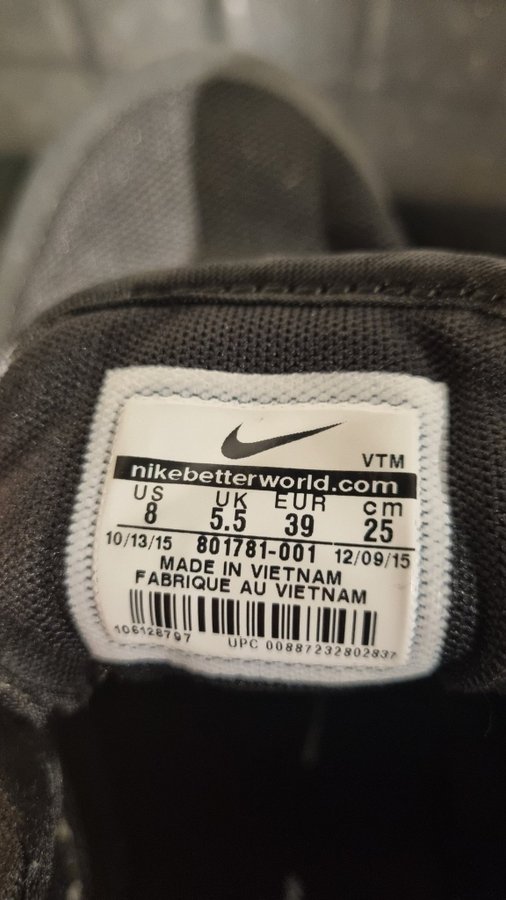 VTM
nikebetterworld.com
US UK EUR cm
8 5.5 39 25
10/13/15 801781-001 12/09/15
MADE IN VIETNAM
FABRIQUE AU VIETNAM
106128797 UPC 00887232802837